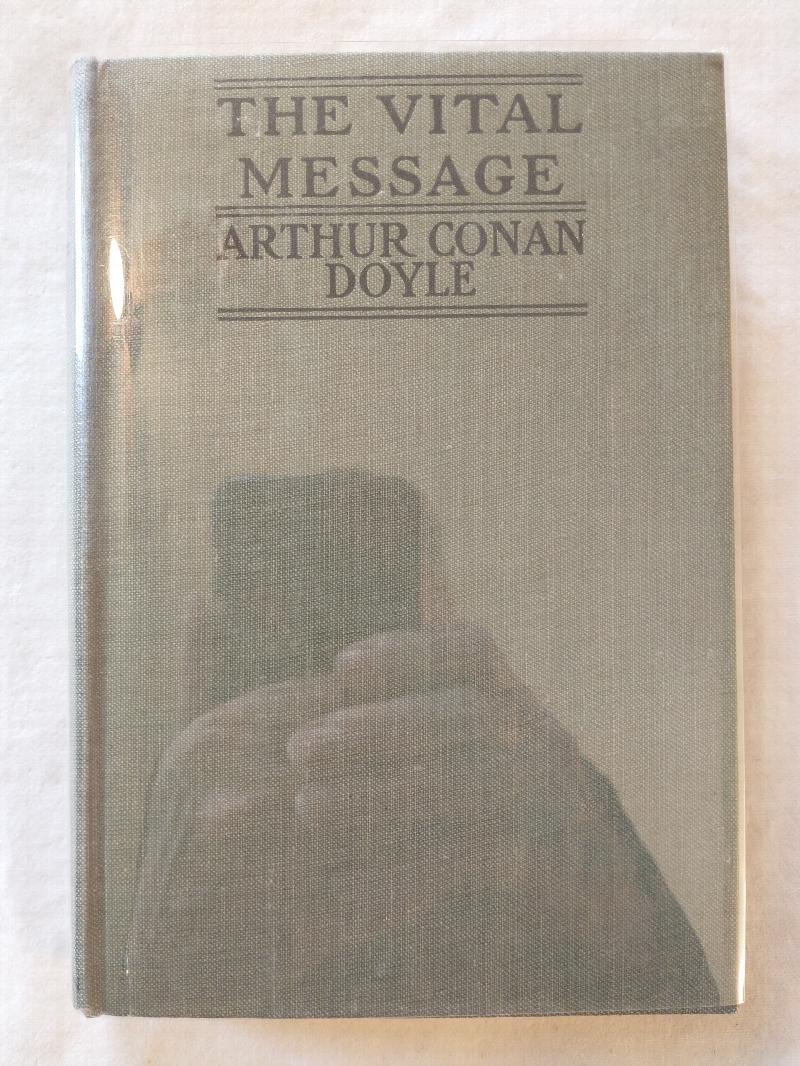 THE VITAL
MESSAGE
ARTHUR CONAN
DOYLE